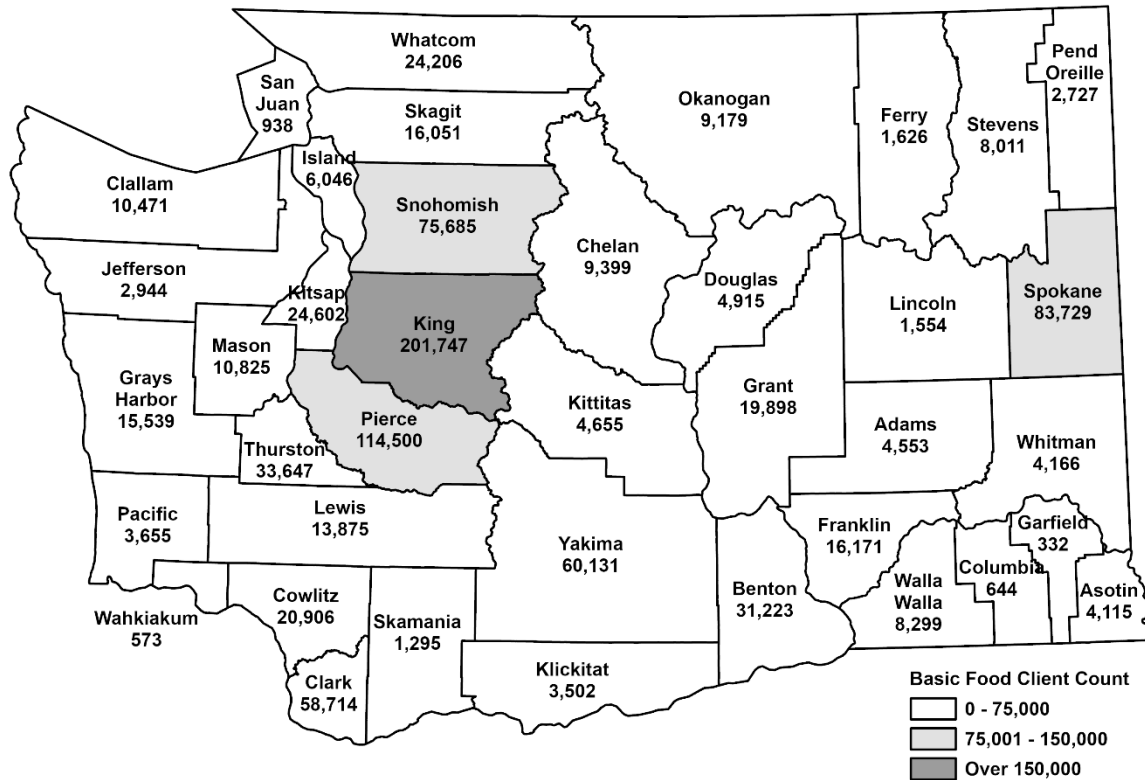 Whatcom
24,206
San
Juan
938
Skagit
16,051
Okanogan
9,179
Ferry
1,626
Stevens
8,011
Pend
Oreille
2,727
Island
6,046
Clallam
10,471
Snohomish
75,685
Chelan
9,399
Jefferson
2,944
Kitsap
24,602
King
201,747
Douglas
4,915
Lincoln
1,554
Spokane
83,729
Mason
10,825
Grays
Harbor
15,539
Thurston
33,647
Pierce
114,500
Kittitas
4,655
Grant
19,898
Adams
4,553
Whitman
4,166
Pacific
3,655
Lewis
13,875
Yakima
60,131
Benton
31,223
Franklin
16,171
Walla
Walla
8,299
Columbia
644
Garfield
332
Asotin
4,115
Wahkiakum
573
Cowlitz
20,906
Skamania
1,295
Clark
58,714
Klickitat
3,502
Basic Food Client Count
0 - 75,000
75,001 - 150,000
Over 150,000